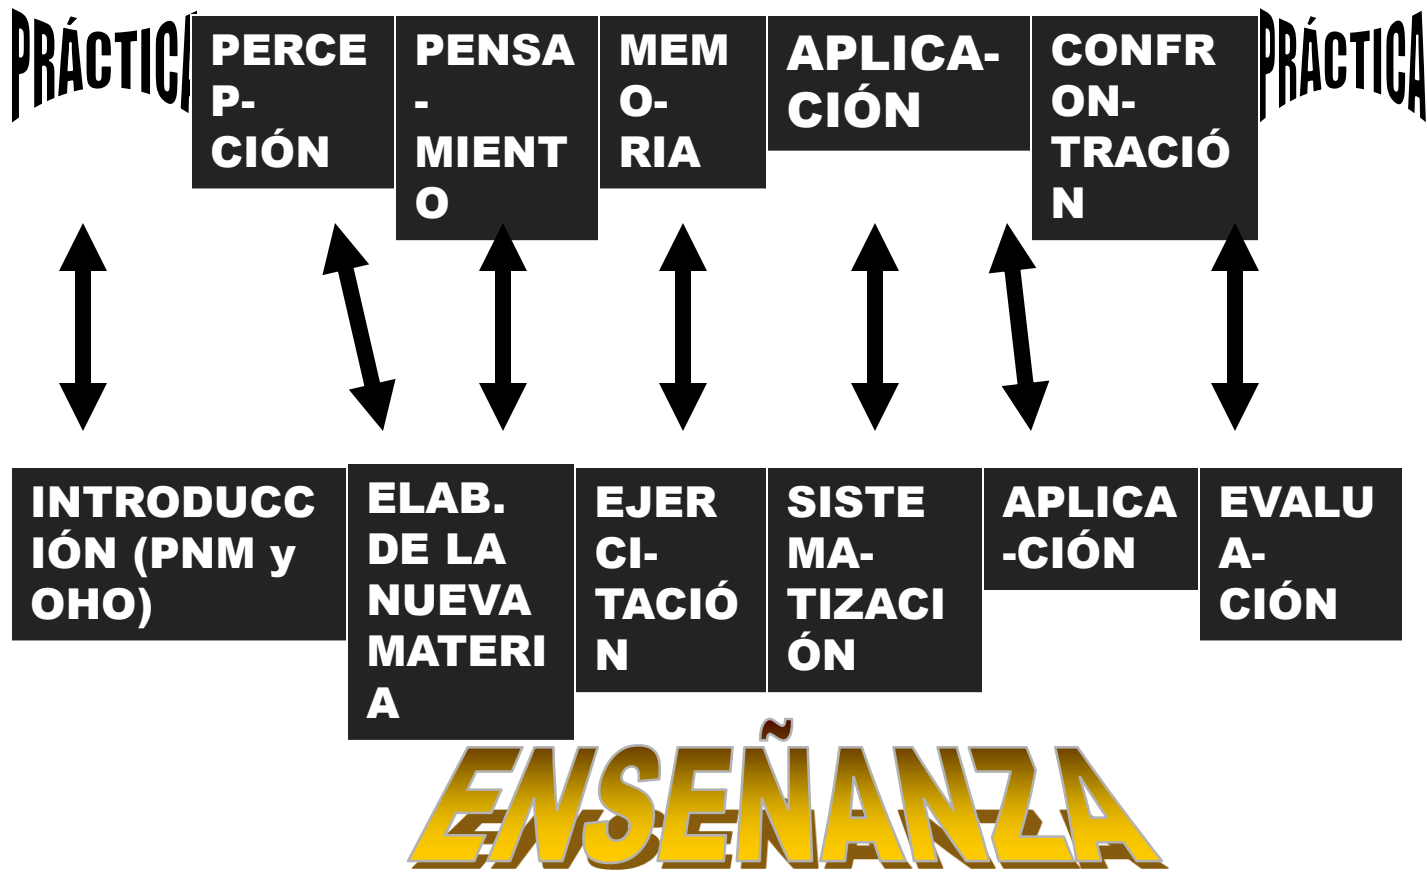 PRÁCTICA
PERCE
P-
CIÓN
PENSA
-
MIENT
O
MEM
O-
RIA
APLICA-
CIÓN
CONFR
ON-
TRACIÓ
N
PRÁCTICA
INTRODUCC
IÓN (PNM y
OHO)
ELAB.
DE LA
NUEVA
MATERI
A
EJER
CI-
TACIÓ
N
SISTE
MA-
TIZACI
ÓN
APLICA
-CIÓN
EVALU
A-
CIÓN
ENSEÑANZA